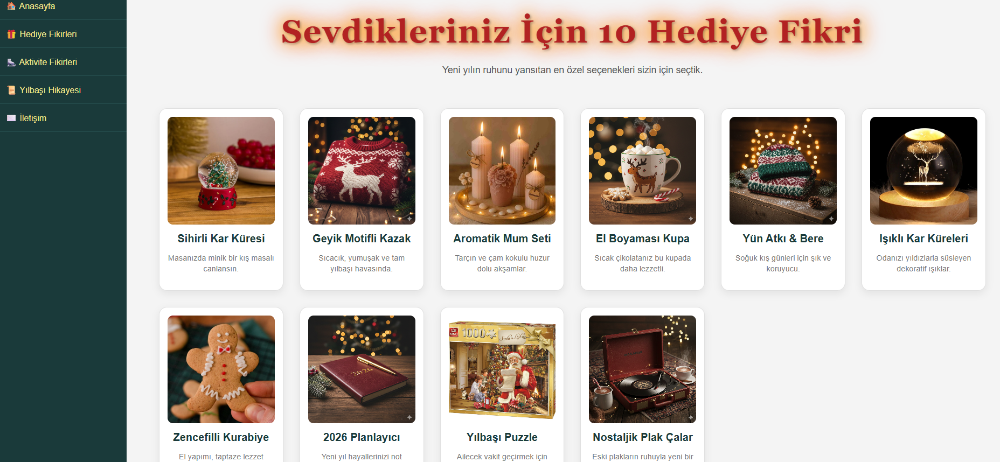 Anasayfa
Hediye Fikirleri
Aktivite Fikirleri
Yılbaşı Hikayesi
İletişim
Sevdikleriniz İçin 10 Hediye Fikri
Yeni yılın ruhunu yansıtan en özel seçenekleri sizin için seçtik.
Sihirli Kar Küresi
Masanızda minik bir kış masalı
canlansın.
Geyik Motifli Kazak
Sıcacık, yumuşak ve tam
yılbaşı havasında.
Aromatik Mum Seti
Tarçın ve çam kokulu huzur
dolu akşamlar.
El Boyaması Kupa
Sıcak çikolatanız bu kupada
daha lezzetli.
Yün Atkı & Bere
Soğuk kış günleri için şık ve
koruyucu.
Işıklı Kar Küreleri
Odanızı yıldızlarla süsleyen
dekoratif ışıklar.
Zencefilli Kurabiye
El yapımı, taptaze lezzet
2026
2026 Planlayıcı
Yeni yıl hayallerinizi not
KING
1000
Santa's List
Yılbaşı Puzzle
Ailecek vakit geçirmek için
Nostaljik Plak Çalar
Eski plakların ruhuyla yeni bir